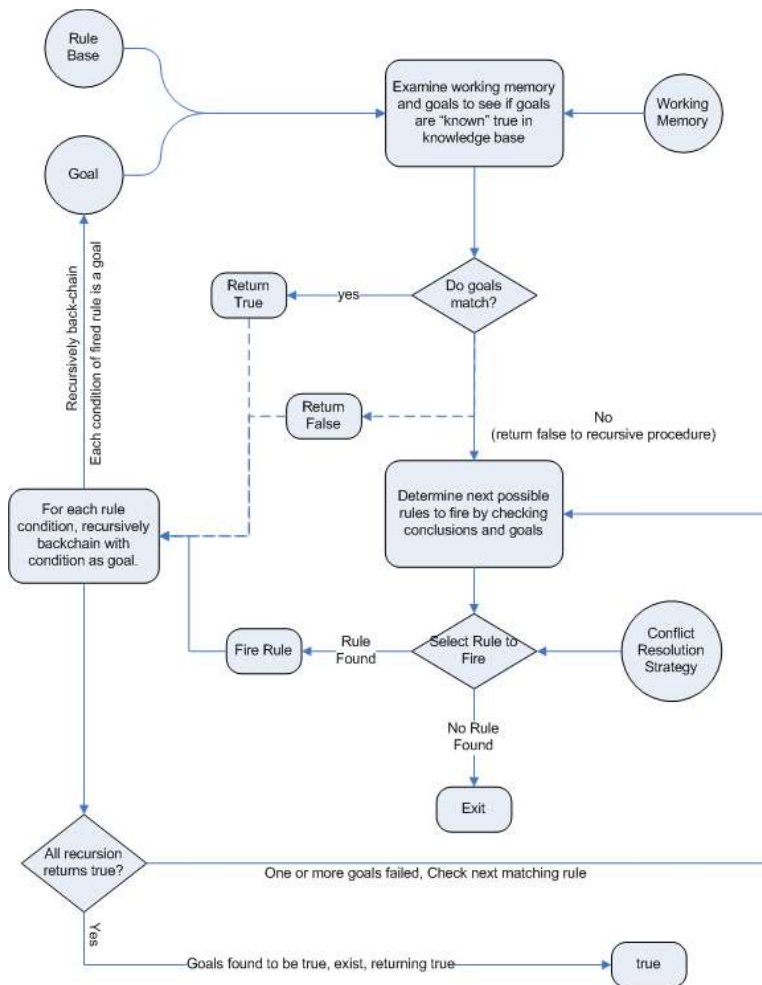 Rule
Base
Examine working memory
and goals to see if goals
are “known” true in
knowledge base
Working
Memory
Goal
Recursively back-chain
Each condition of fired rule is a goal
Do goals
match?
yes
Return
True
Return
False
No
(return false to recursive procedure)
For each rule
condition, recursively
backchain with
condition as goal.
Determine next possible
rules to fire by checking
conclusions and goals
Fire Rule
Rule
Found
Select Rule to
Fire
Conflict
Resolution
Strategy
No Rule
Found
Exit
All recursion
returns true?
One or more goals failed, Check next matching rule
Yes
Goals found to be true, exist, returning true
true